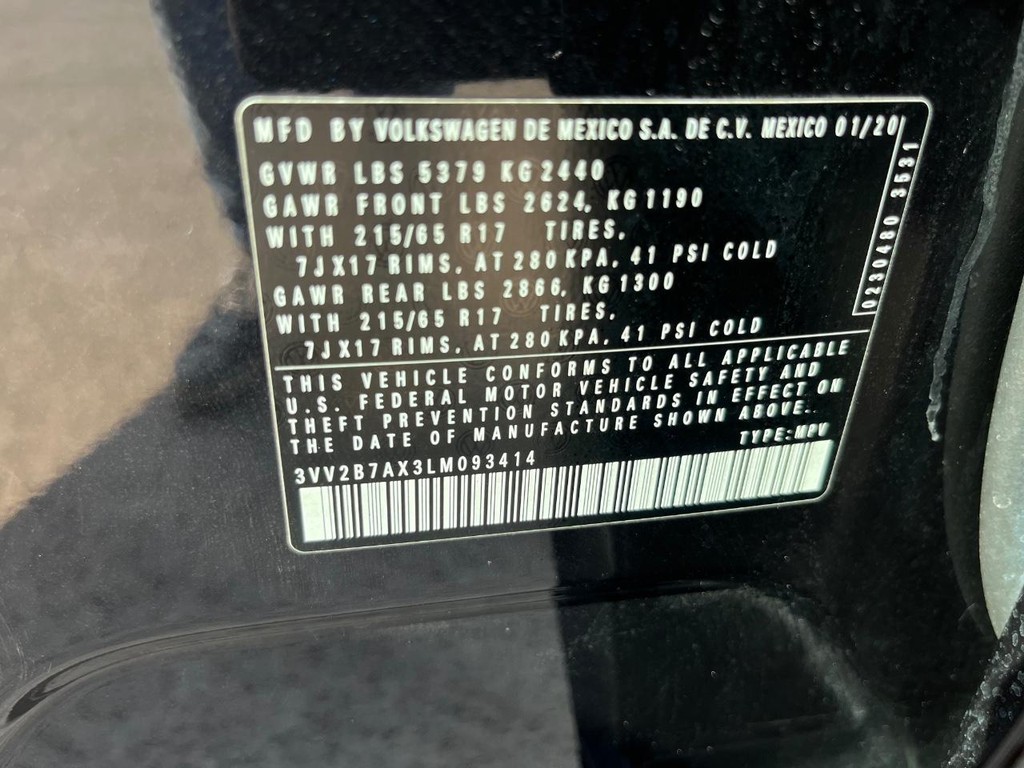 MFD BY VOLKSWAGEN DE MEXICO S.A. DE C.V. MEXICO 01/20
GVWR LBS 5379 KG 2440
GAWR FRONT LBS 2624, KG 1190
WITH 215/65 R17 TIRES,
7JX17 RIMS, AT 280 KPA, 41 PSI COLD
GAWR REAR LBS 2866, KG 1300
WITH 215/65 R17 TIRES,
7JX17 RIMS, AT 280 KPA, 41 PSI COLD
0230480 3531
THIS VEHICLE CONFORMS TO ALL APPLICABLE
U.S. FEDERAL MOTOR VEHICLE SAFETY AND
THEFT PREVENTION STANDARDS IN EFFECT ON
THE DATE OF MANUFACTURE SHOWN ABOVE..
TYPE:MPV
3VV2B7AX3LM093414